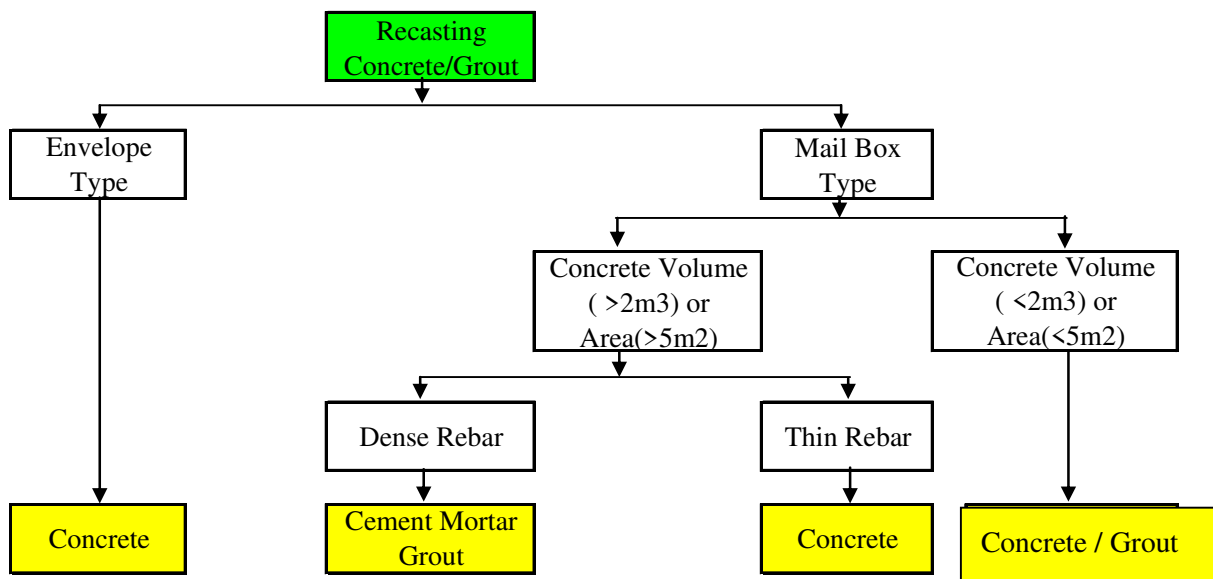 Recasting
Concrete/Grout
Envelope
Type
Mail Box
Type
Concrete Volume
( >2m3) or
Area(>5m2)
Concrete Volume
( <2m3) or
Area(<5m2)
Dense Rebar
Thin Rebar
Concrete
Cement Mortar
Grout
Concrete
Concrete / Grout